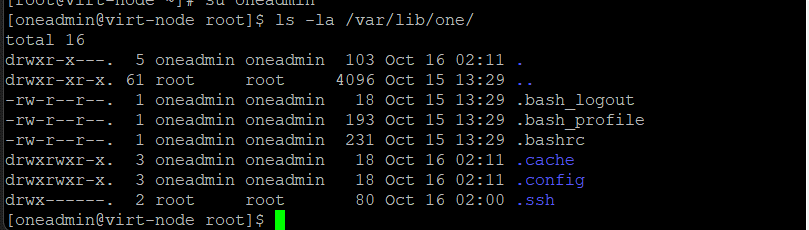 [root@virt-node ~]# su oneadmin
[oneadmin@virt-node root]$ ls -la /var/lib/one/
total 16
drwxr-x---.  5 oneadmin oneadmin  103 Oct 16 02:11 .
drwxr-xr-x. 61 root     root     4096 Oct 15 13:29 ..
-rw-r--r--.  1 oneadmin oneadmin   18 Oct 15 13:29 .bash_logout
-rw-r--r--.  1 oneadmin oneadmin  193 Oct 15 13:29 .bash_profile
-rw-r--r--.  1 oneadmin oneadmin  231 Oct 15 13:29 .bashrc
drwxrwxr-x.  3 oneadmin oneadmin   18 Oct 16 02:11 .cache
drwxrwxr-x.  3 oneadmin oneadmin   18 Oct 16 02:11 .config
drwx------.  2 root     root       80 Oct 16 02:00 .ssh
[oneadmin@virt-node root]$